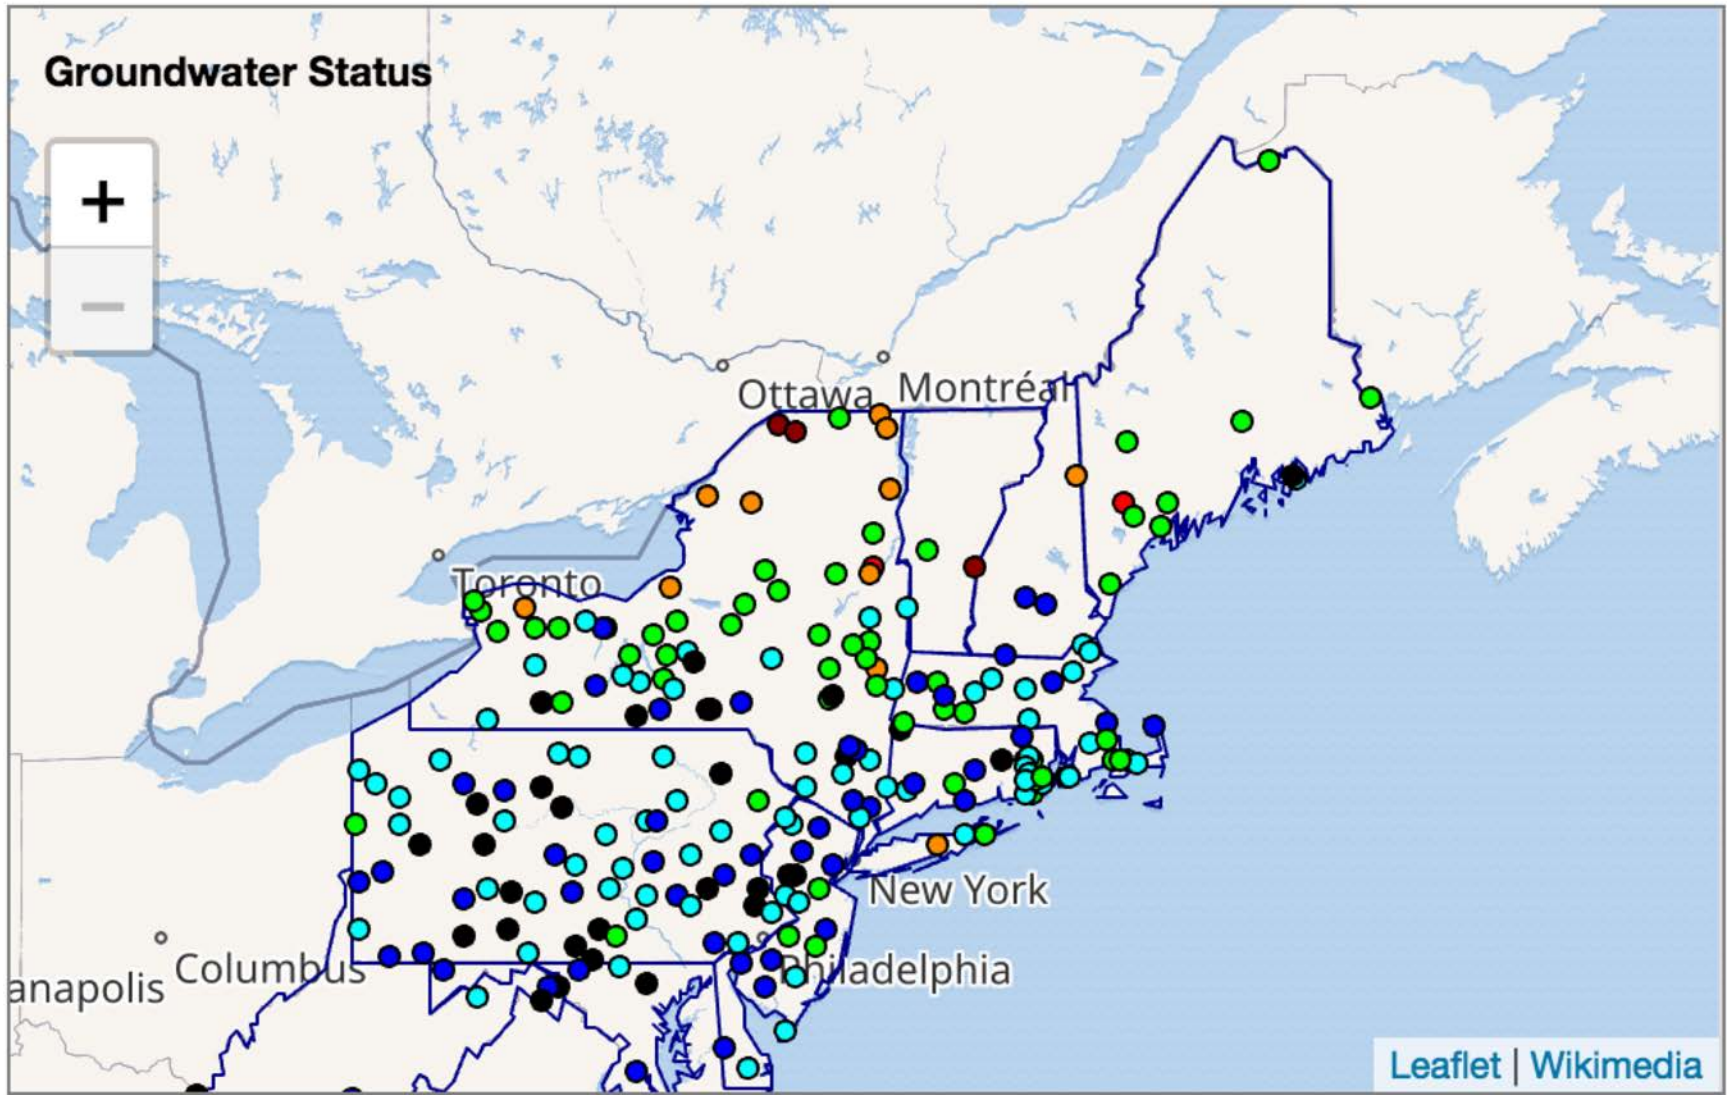 Groundwater Status
+
−
Ottawa
Montréal
Toronto
New York
Columbus
Philadelphia
anapolis
Leaflet | Wikimedia